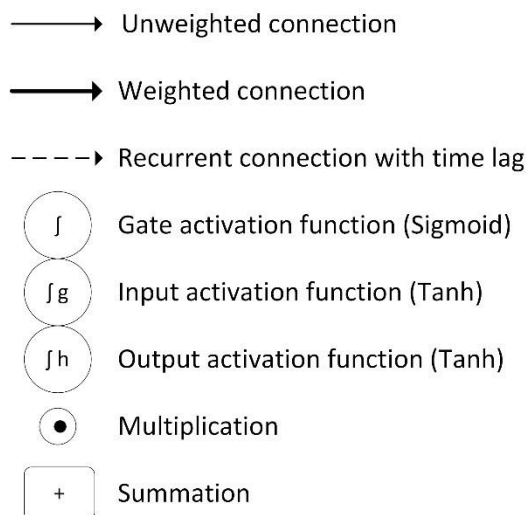 Unweighted connection
Weighted connection
Recurrent connection with time lag
∫ Gate activation function (Sigmoid)
∫ g Input activation function (Tanh)
∫ h Output activation function (Tanh)
Multiplication
+ Summation